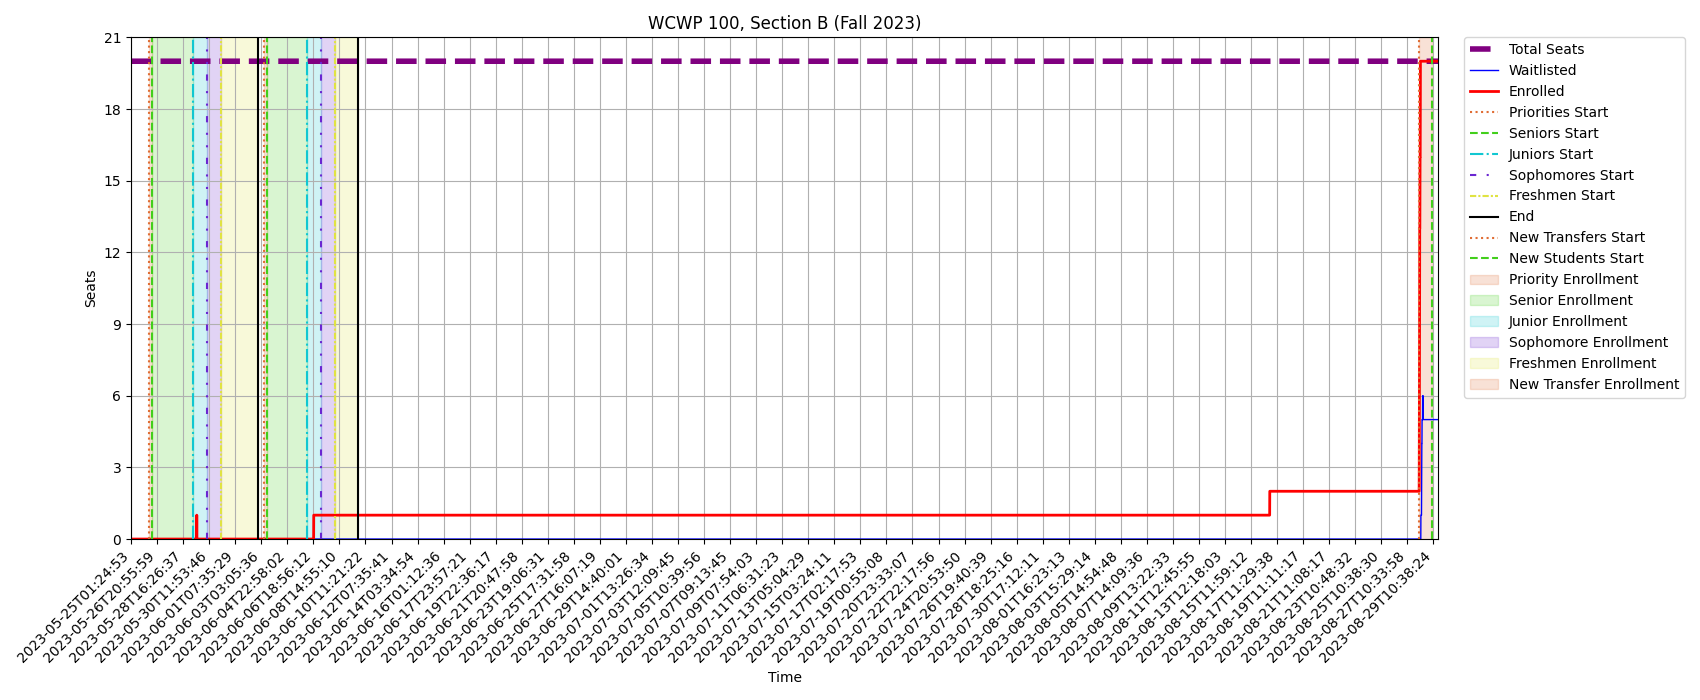 WCWP 100, Section B (Fall 2023)
Seats
21
18
15
12
9
6
3
0
2023-05-25T01:24:53
2023-05-26T20:55:59
2023-05-28T16:26:37
2023-05-30T11:53:46
2023-06-01T07:35:29
2023-06-03T03:05:36
2023-06-04T22:58:02
2023-06-06T18:56:12
2023-06-08T14:55:10
2023-06-10T11:21:22
2023-06-12T07:35:41
2023-06-14T03:34:54
2023-06-16T01:12:36
2023-06-17T23:57:21
2023-06-19T22:36:17
2023-06-21T20:47:58
2023-06-23T19:06:31
2023-06-25T17:31:58
2023-06-27T16:07:19
2023-06-29T14:40:01
2023-07-01T13:26:34
2023-07-03T12:09:45
2023-07-05T10:39:56
2023-07-07T09:13:45
2023-07-09T07:54:03
2023-07-11T06:31:23
2023-07-13T05:04:29
2023-07-15T03:24:11
2023-07-17T02:17:53
2023-07-19T00:55:08
2023-07-20T23:33:07
2023-07-22T22:17:56
2023-07-24T20:53:50
2023-07-26T19:40:39
2023-07-28T18:25:16
2023-07-30T17:12:11
2023-08-01T16:23:13
2023-08-03T15:29:14
2023-08-05T14:54:48
2023-08-07T14:09:36
2023-08-09T13:22:33
2023-08-11T12:45:55
2023-08-13T12:18:03
2023-08-15T11:59:12
2023-08-17T11:29:38
2023-08-19T11:11:17
2023-08-21T11:08:17
2023-08-23T10:48:32
2023-08-25T10:38:30
2023-08-27T10:33:58
2023-08-29T10:38:24
Time
Total Seats
Waitlisted
Enrolled
Priorities Start
Seniors Start
Juniors Start
Sophomores Start
Freshmen Start
End
New Transfers Start
New Students Start
Priority Enrollment
Senior Enrollment
Junior Enrollment
Sophomore Enrollment
Freshmen Enrollment
New Transfer Enrollment